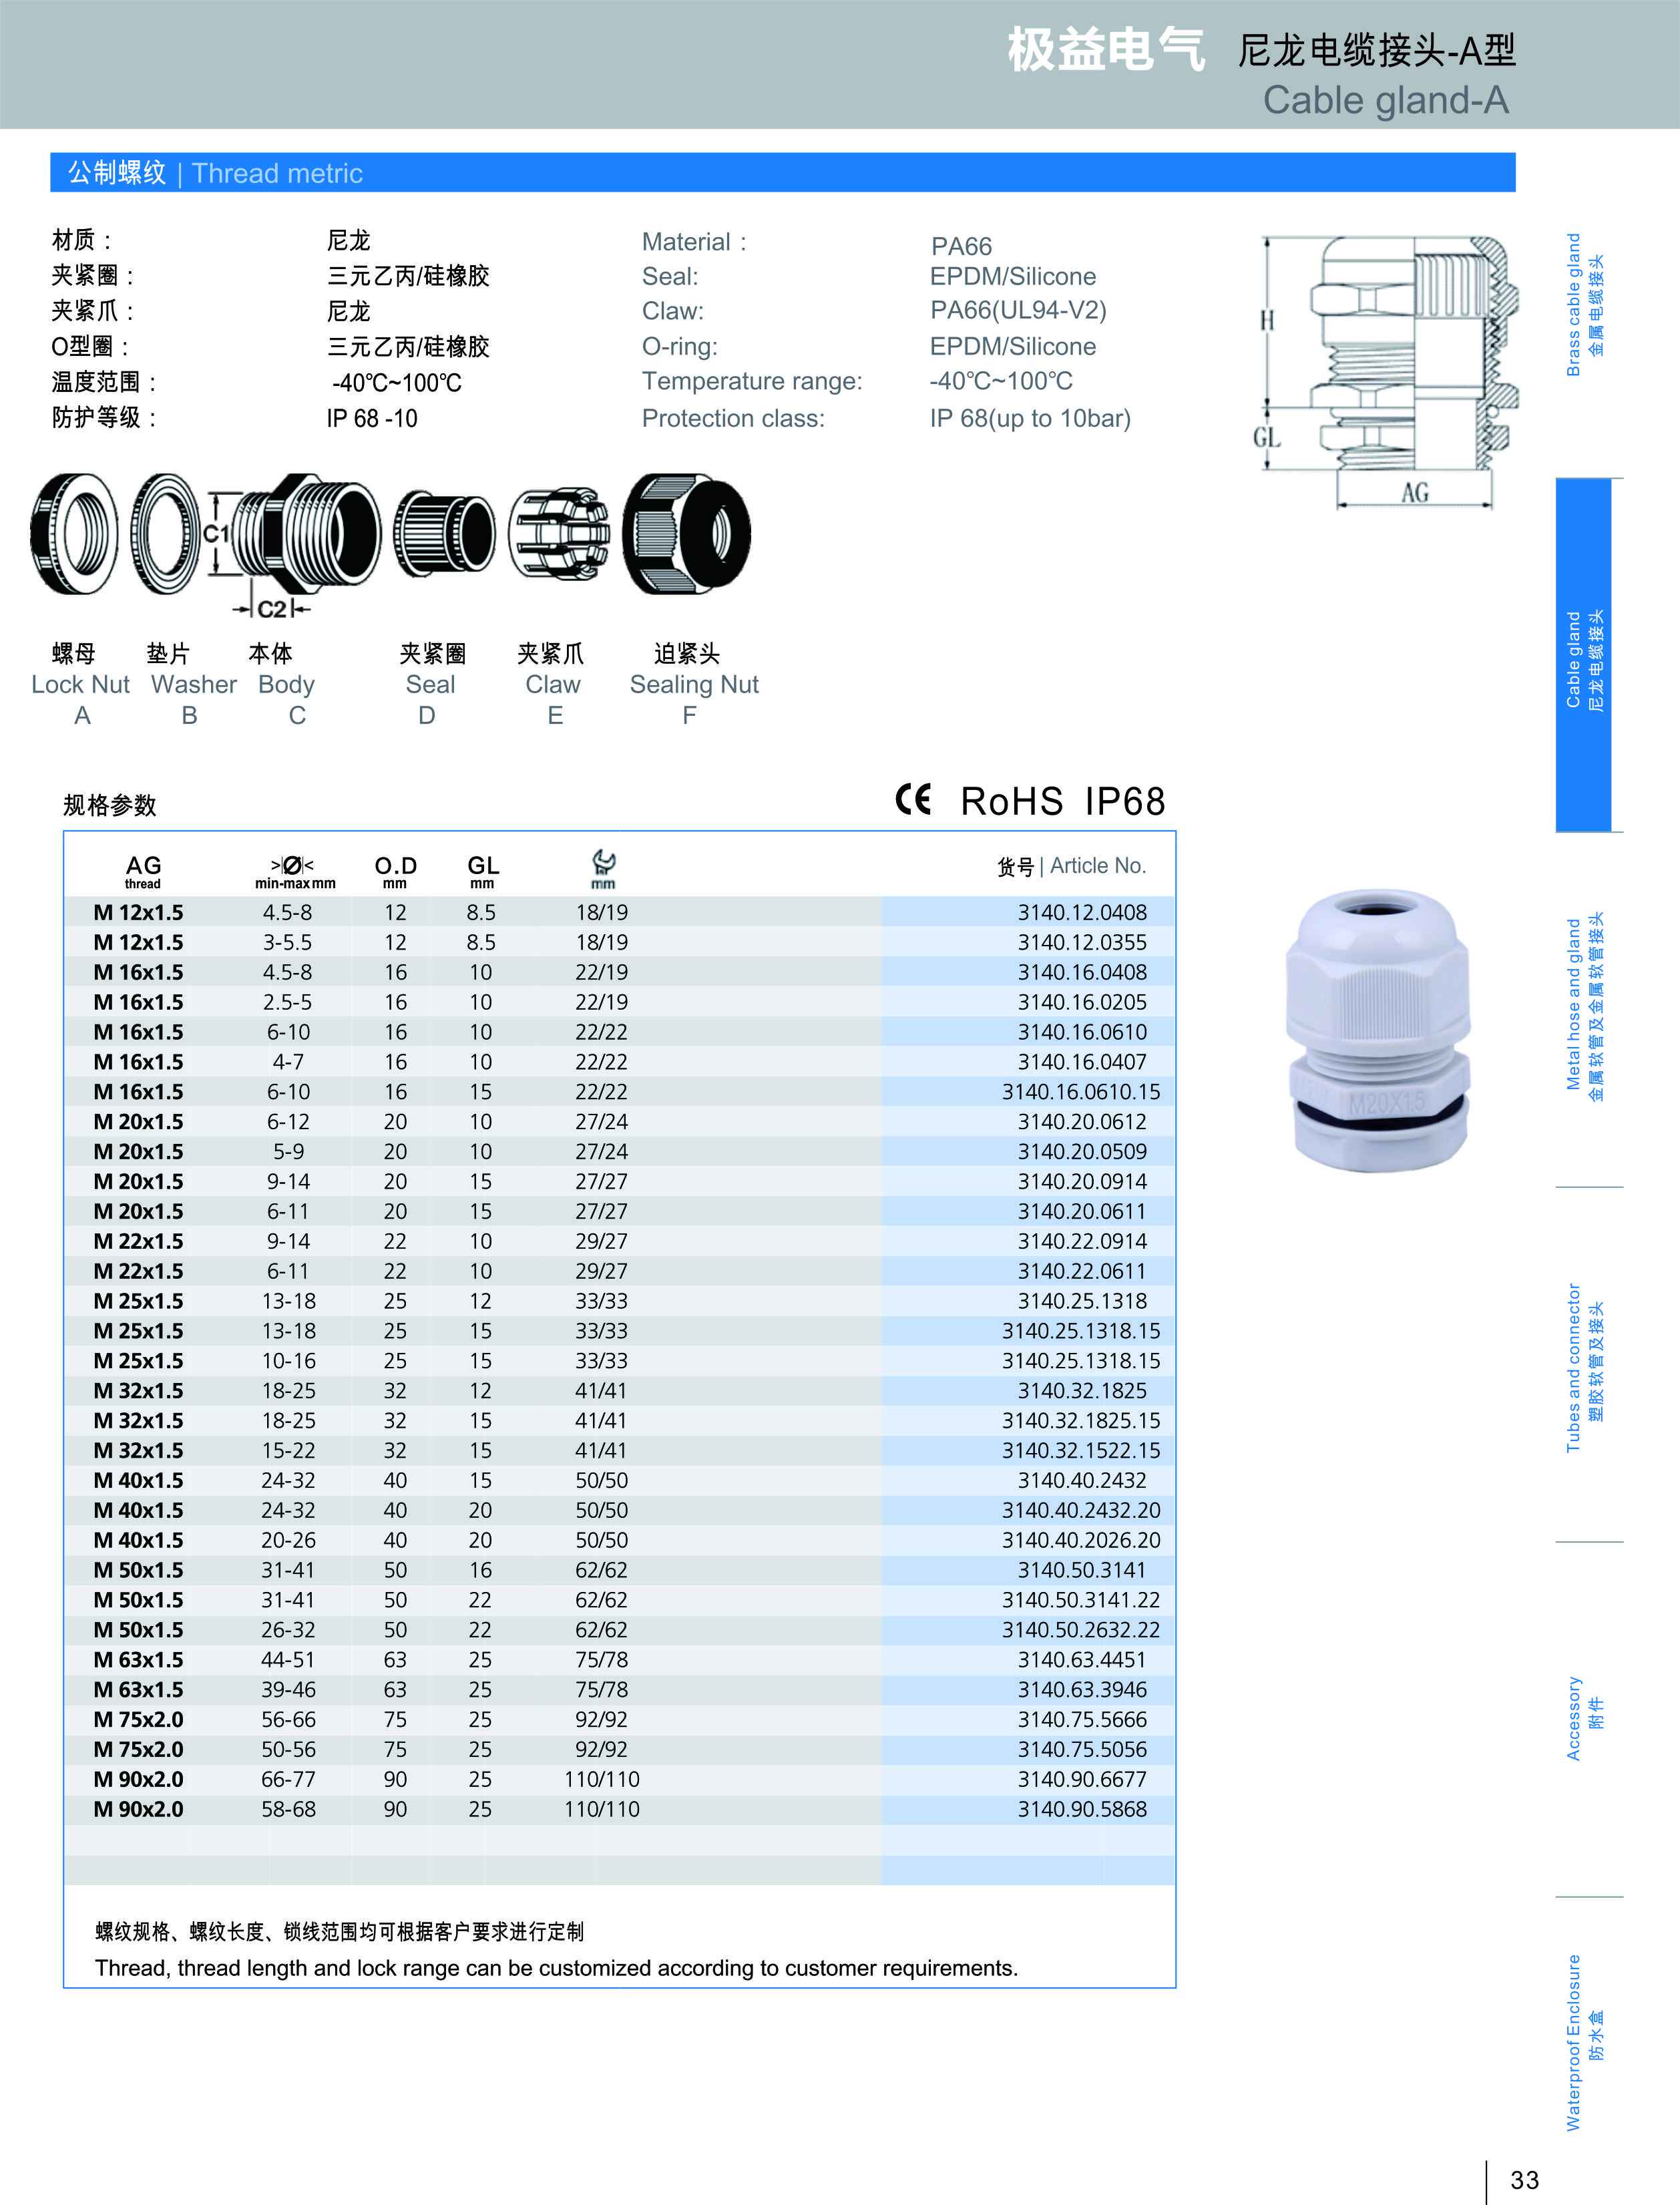 极益电气 尼龙电缆接头-A型
Cable gland-A
公制螺纹 | Thread metric
材质： 尼龙 Material： PA66
夹紧圈： 三元乙丙/硅橡胶 Seal: EPDM/Silicone
夹紧爪： 尼龙 Claw: PA66(UL94-V2)
O型圈： 三元乙丙/硅橡胶 O-ring: EPDM/Silicone
温度范围： -40℃~100℃ Temperature range: -40℃~100℃
防护等级： IP 68 -10 Protection class: IP 68(up to 10bar)
H
GL
AG
C1
C2
螺母 垫片 本体 夹紧圈 夹紧爪 迫紧头
Lock Nut Washer Body Seal Claw Sealing Nut
A B C D E F
规格参数 CE RoHS IP68
AG >|Ø|< O.D GL 货号 | Article No.
thread min-max mm mm mm mm
M 12x1.5 4.5-8 12 8.5 18/19 3140.12.0408
M 12x1.5 3-5.5 12 8.5 18/19 3140.12.0355
M 16x1.5 4.5-8 16 10 22/19 3140.16.0408
M 16x1.5 2.5-5 16 10 22/19 3140.16.0205
M 16x1.5 6-10 16 10 22/22 3140.16.0610
M 16x1.5 4-7 16 10 22/22 3140.16.0407
M 16x1.5 6-10 16 15 22/22 3140.16.0610.15
M 20x1.5 6-12 20 10 27/24 3140.20.0612
M 20x1.5 5-9 20 10 27/24 3140.20.0509
M 20x1.5 9-14 20 15 27/27 3140.20.0914
M 20x1.5 6-11 20 15 27/27 3140.20.0611
M 22x1.5 9-14 22 10 29/27 3140.22.0914
M 22x1.5 6-11 22 10 29/27 3140.22.0611
M 25x1.5 13-18 25 12 33/33 3140.25.1318
M 25x1.5 13-18 25 15 33/33 3140.25.1318.15
M 25x1.5 10-16 25 15 33/33 3140.25.1318.15
M 32x1.5 18-25 32 12 41/41 3140.32.1825
M 32x1.5 18-25 32 15 41/41 3140.32.1825.15
M 32x1.5 15-22 32 15 41/41 3140.32.1522.15
M 40x1.5 24-32 40 15 50/50 3140.40.2432
M 40x1.5 24-32 40 20 50/50 3140.40.2432.20
M 40x1.5 20-26 40 20 50/50 3140.40.2026.20
M 50x1.5 31-41 50 16 62/62 3140.50.3141
M 50x1.5 31-41 50 22 62/62 3140.50.3141.22
M 50x1.5 26-32 50 22 62/62 3140.50.2632.22
M 63x1.5 44-51 63 25 75/78 3140.63.4451
M 63x1.5 39-46 63 25 75/78 3140.63.3946
M 75x2.0 56-66 75 25 92/92 3140.75.5666
M 75x2.0 50-56 75 25 92/92 3140.75.5056
M 90x2.0 66-77 90 25 110/110 3140.90.6677
M 90x2.0 58-68 90 25 110/110 3140.90.5868
螺纹规格、螺纹长度、锁线范围均可根据客户要求进行定制
Thread, thread length and lock range can be customized according to customer requirements.
M20X1.5
Brass cable gland
金属电缆接头
Cable gland
尼龙电缆接头
Metal hose and gland
金属软管及金属软管接头
Tubes and connector
塑胶软管及接头
Accessory
附件
Waterproof Enclosure
防水盒
33